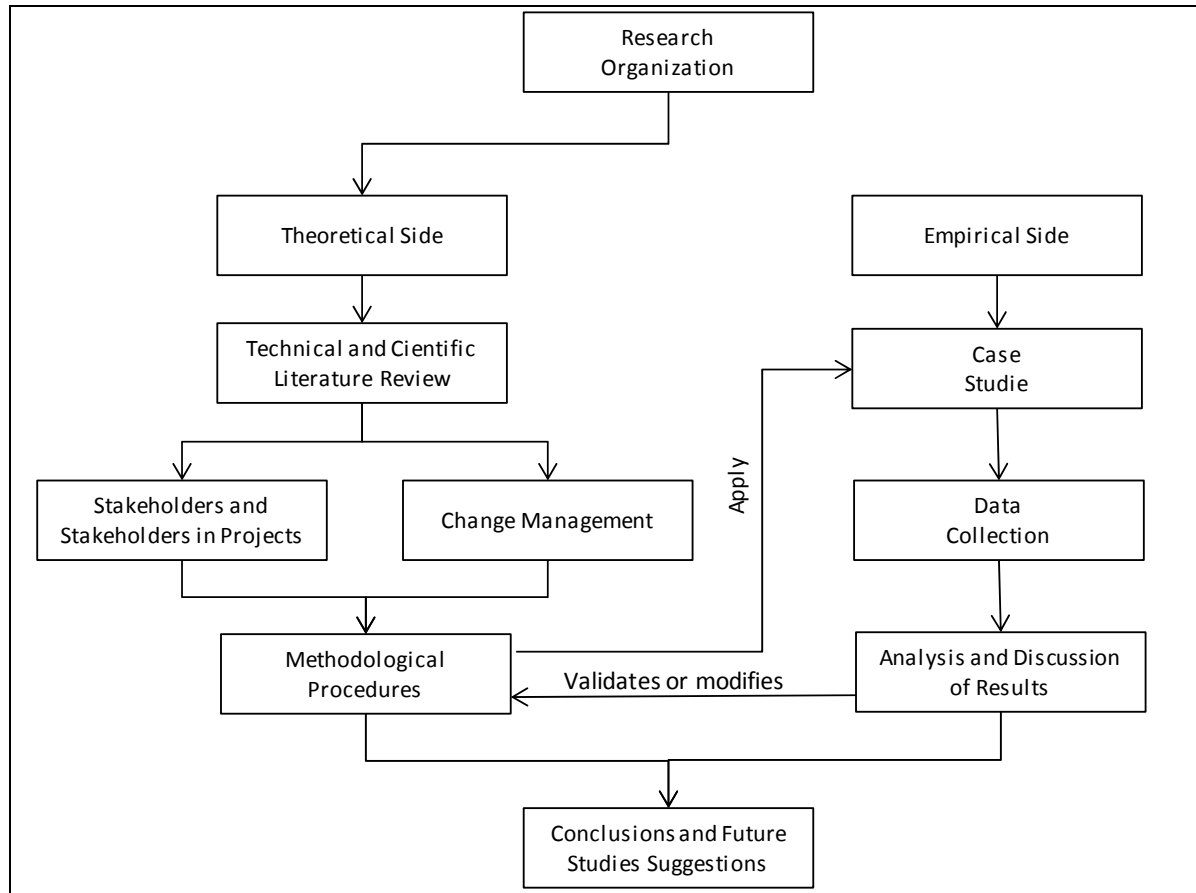 Research
Organization
Theoretical Side
Empirical Side
Technical and Cientific
Literature Review
Case
Studie
Apply
Stakeholders and
Stakeholders in Projects
Change Management
Data
Collection
Methodological
Procedures
Validates or modifies
Analysis and Discussion
of Results
Conclusions and Future
Studies Suggestions